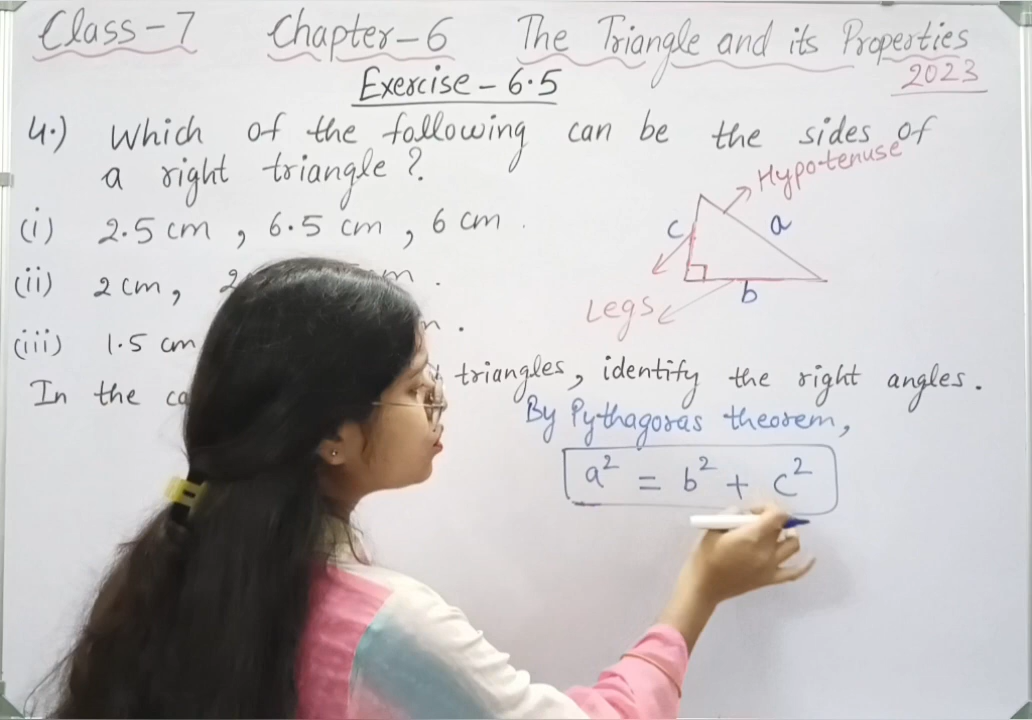 Class-7 Chapter-6 The Triangle and its Properties
2023
Exercise - 6.5
4.) Which of the following can be the sides of
a right triangle?
Hypotenuse
(i) 2.5 cm, 6.5 cm, 6 cm.
c a
(ii) 2 cm, 2
b
Legs
(iii) 1.5 cm
In the triangles, identify the right angles.
By Pythagoras theorem,
a² = b² + c²